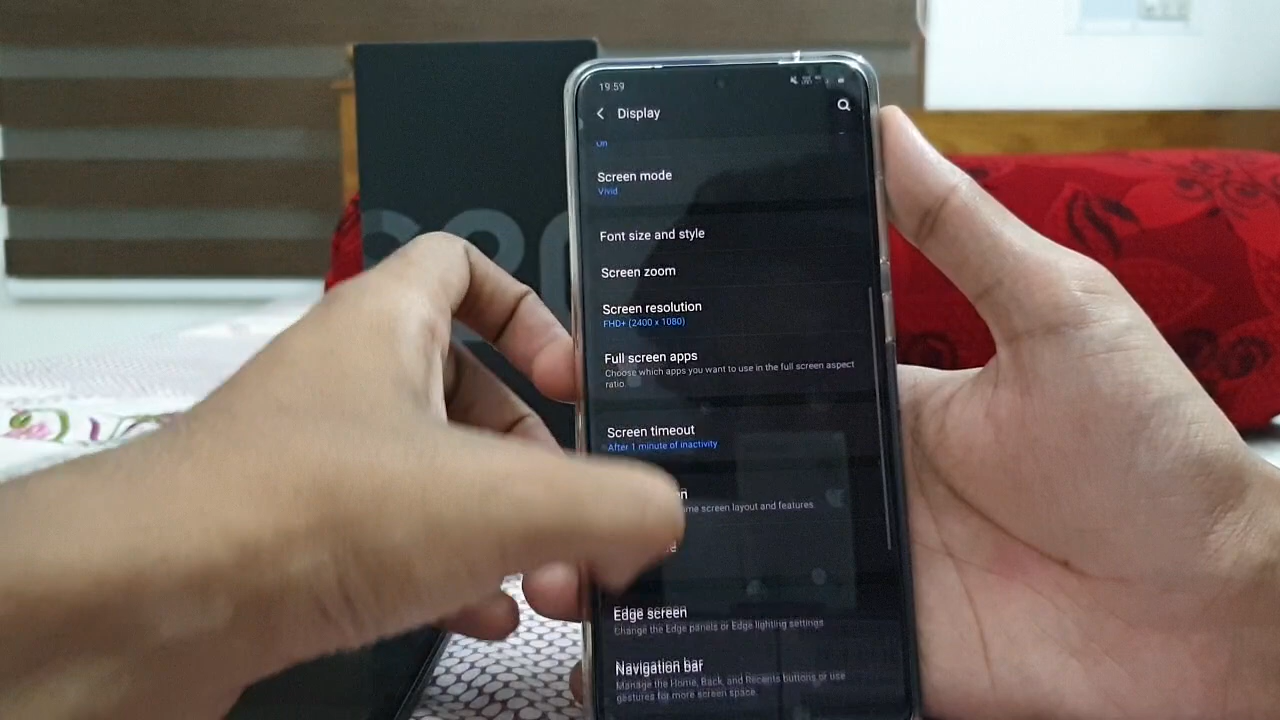 19:59
Display
On
Screen mode
Vivid
Font size and style
Screen zoom
Screen resolution
FHD+ (2400 x 1080)
Full screen apps
Choose which apps you want to use in the full screen aspect
ratio.
Screen timeout
After 1 minute of inactivity
screen layout and features.
Edge screen
Change the Edge panels or Edge lighting settings.
Navigation bar
Manage the Home, Back, and Recents buttons or use
gestures for more screen space.